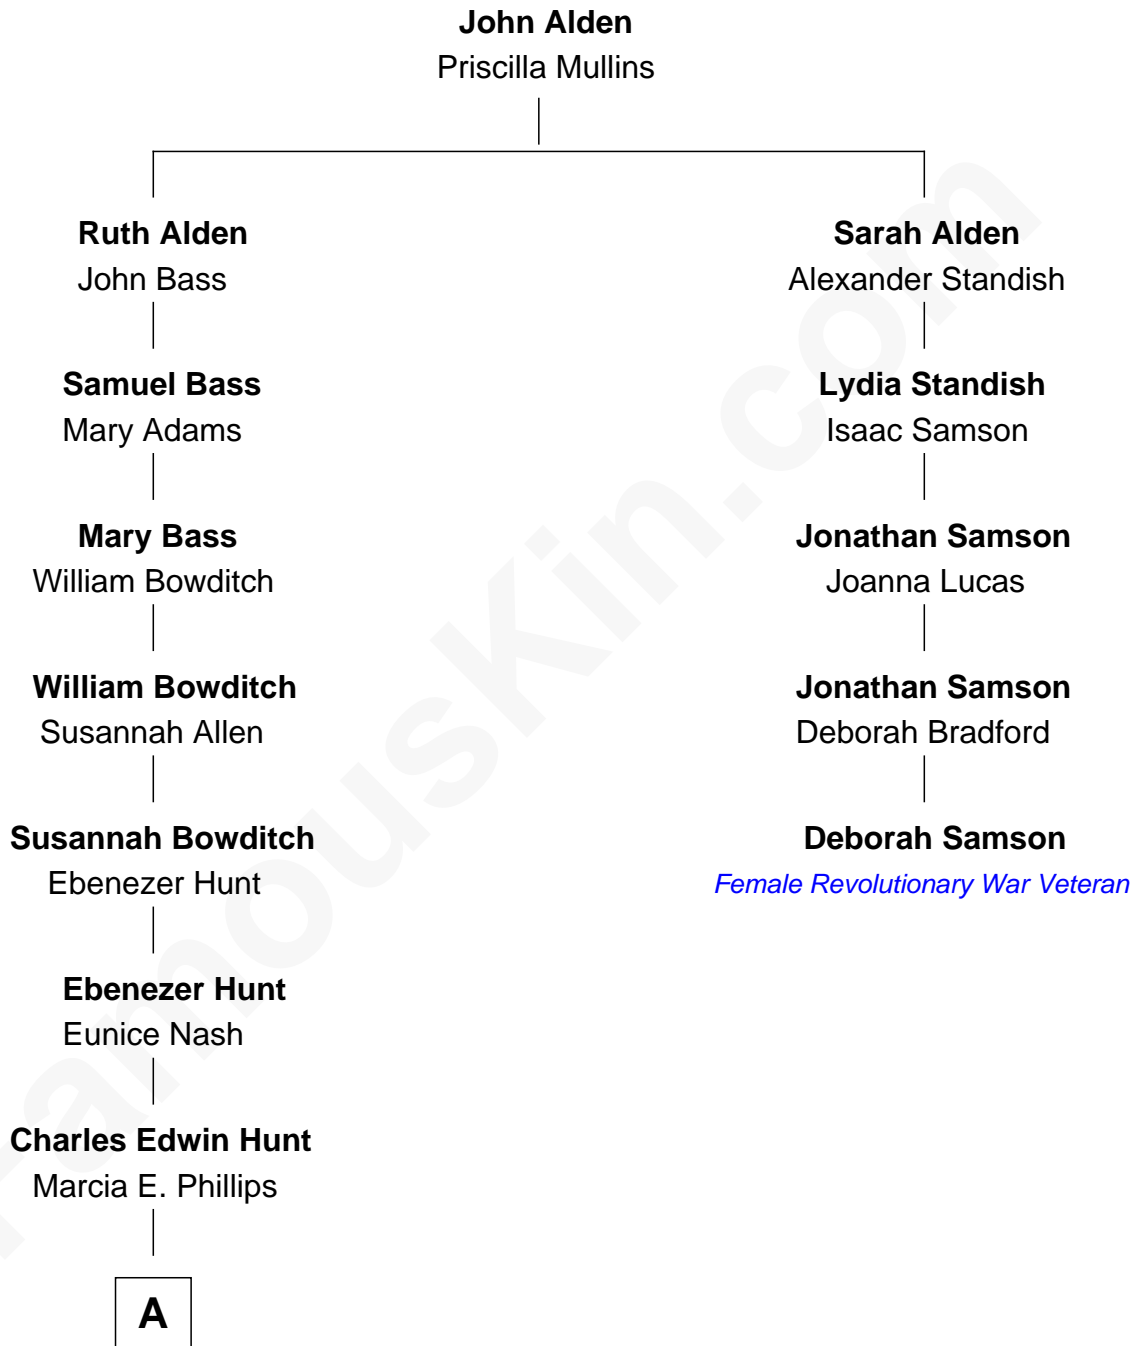 John Alden
Priscilla Mullins
Ruth Alden
John Bass
Samuel Bass
Mary Adams
Mary Bass
William Bowditch
William Bowditch
Susannah Allen
Susannah Bowditch
Ebenezer Hunt
Ebenezer Hunt
Eunice Nash
Charles Edwin Hunt
Marcia E. Phillips
A
Sarah Alden
Alexander Standish
Lydia Standish
Isaac Samson
Jonathan Samson
Joanna Lucas
Jonathan Samson
Deborah Bradford
Deborah Samson
Female Revolutionary War Veteran
FamousKin.com